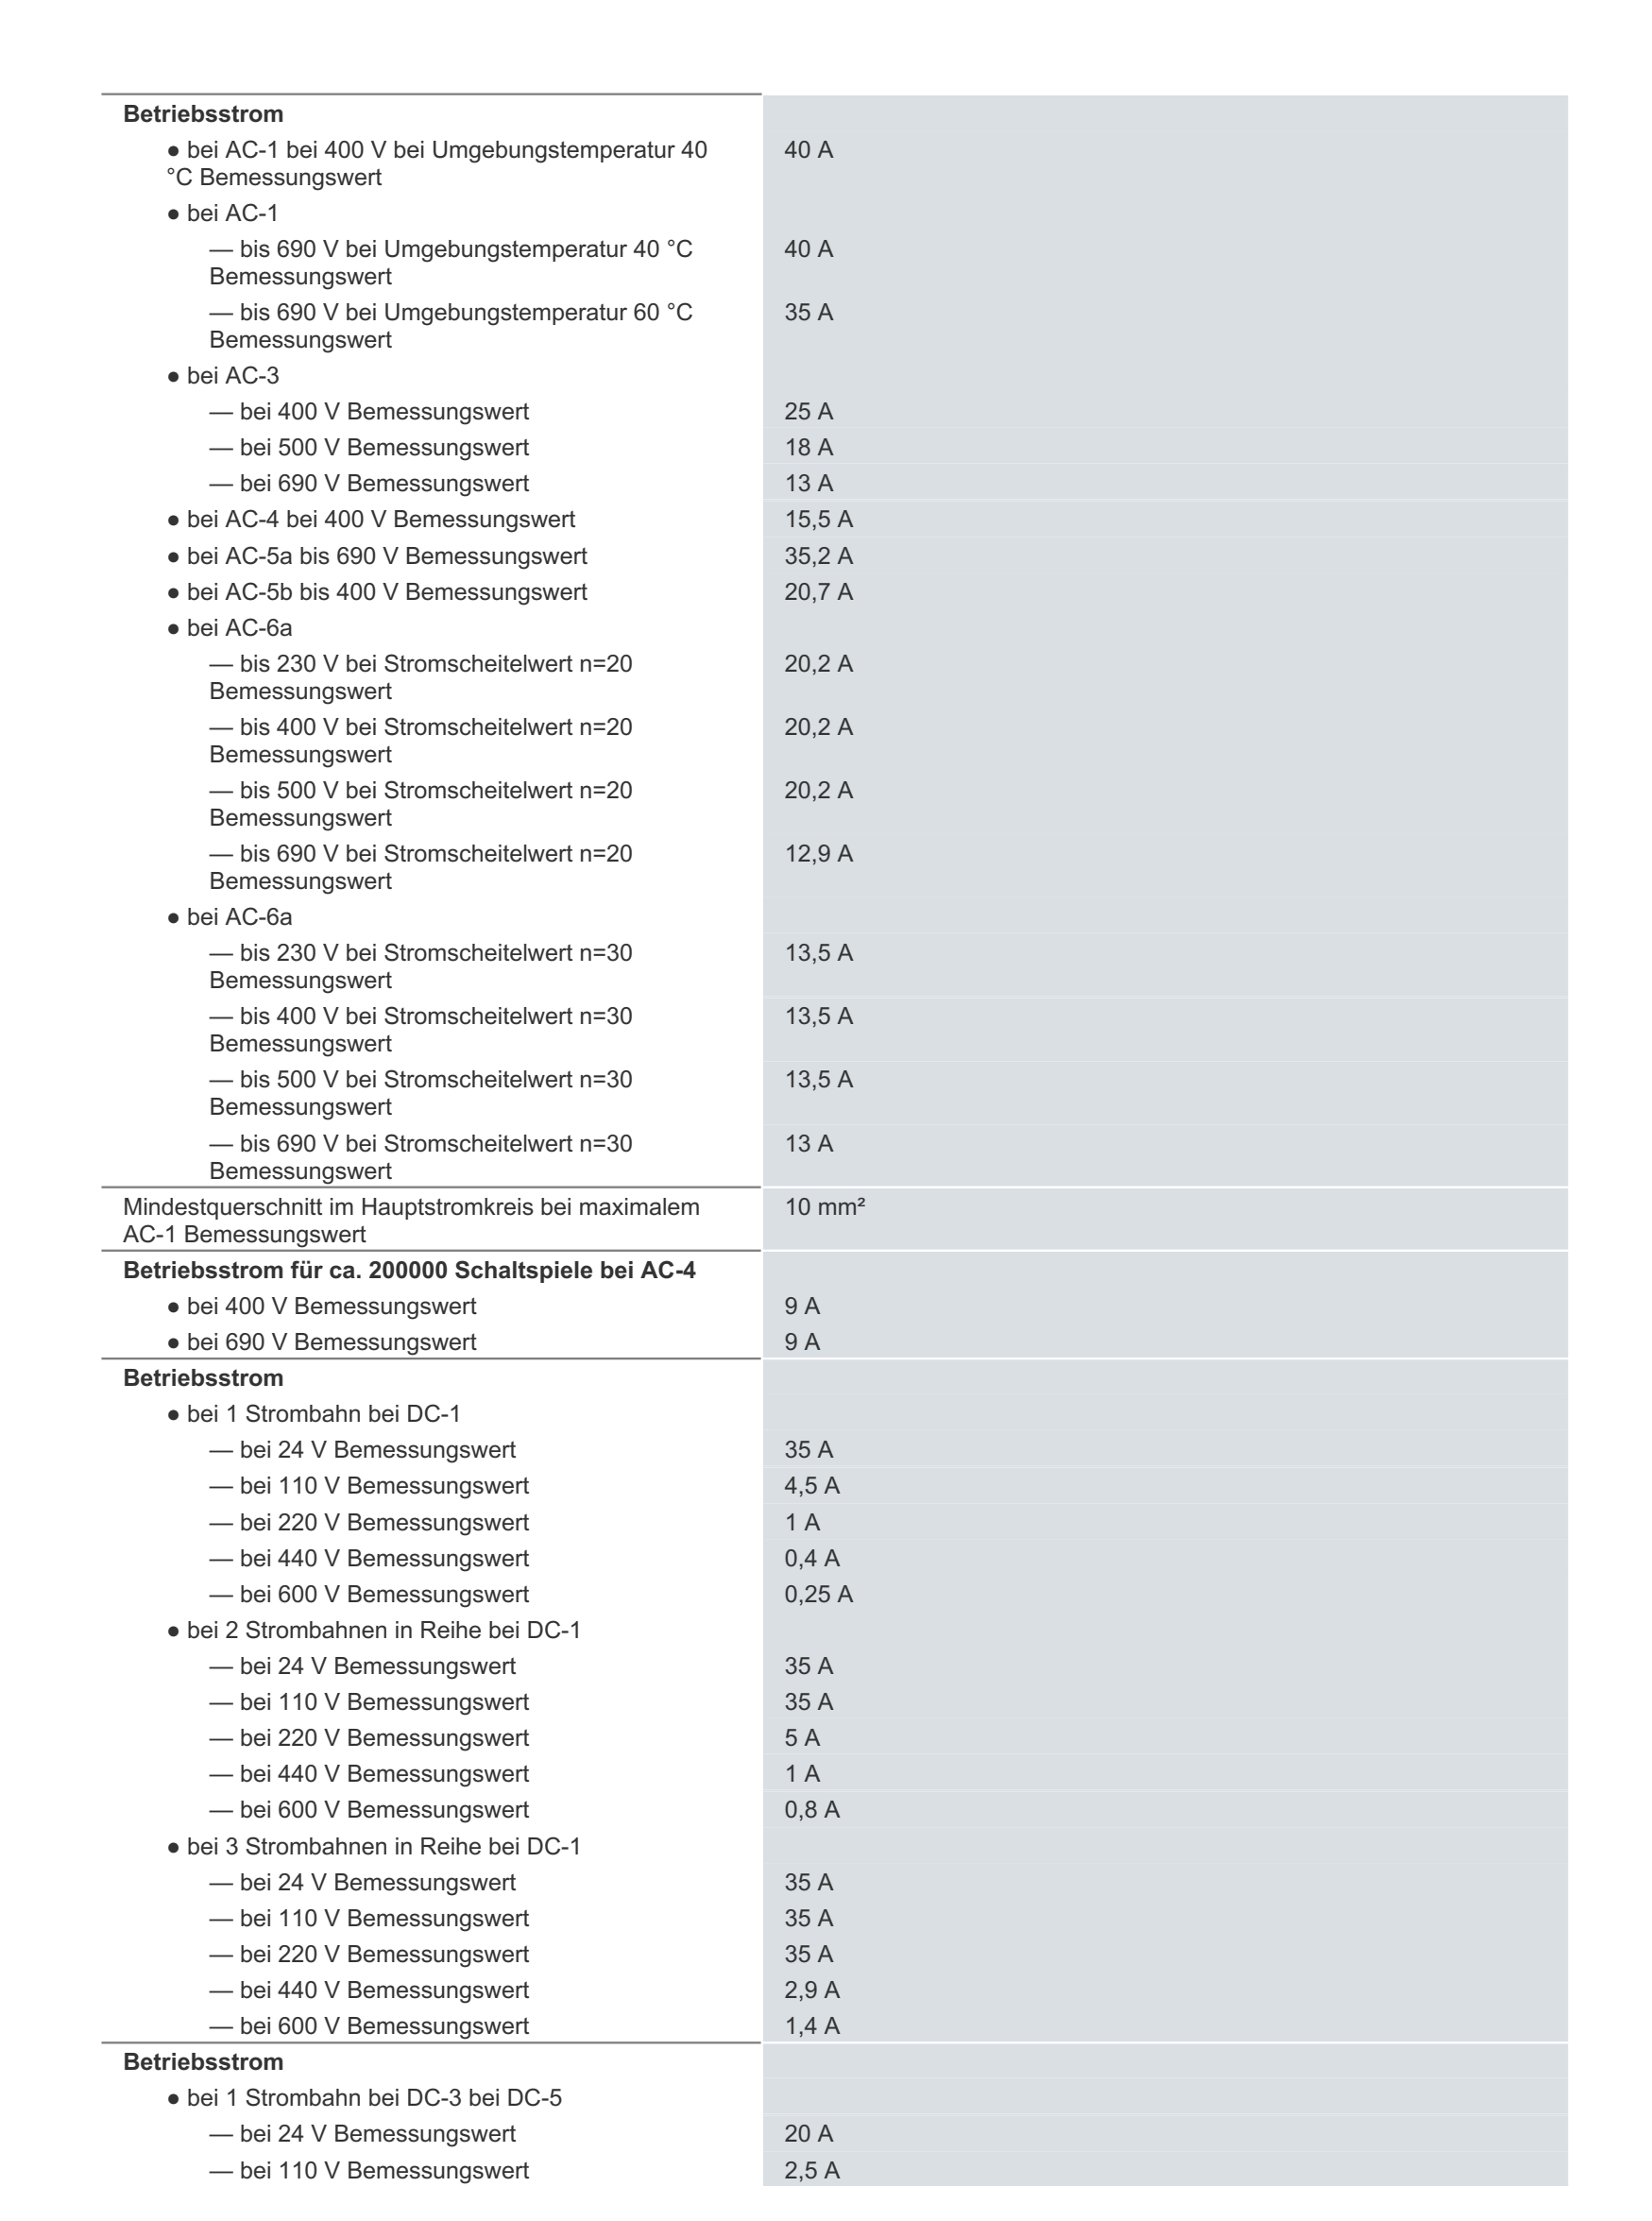 Betriebsstrom
● bei AC-1 bei 400 V bei Umgebungstemperatur 40 40 A
°C Bemessungswert
● bei AC-1
— bis 690 V bei Umgebungstemperatur 40 °C 40 A
Bemessungswert
— bis 690 V bei Umgebungstemperatur 60 °C 35 A
Bemessungswert
● bei AC-3
— bei 400 V Bemessungswert 25 A
— bei 500 V Bemessungswert 18 A
— bei 690 V Bemessungswert 13 A
● bei AC-4 bei 400 V Bemessungswert 15,5 A
● bei AC-5a bis 690 V Bemessungswert 35,2 A
● bei AC-5b bis 400 V Bemessungswert 20,7 A
● bei AC-6a
— bis 230 V bei Stromscheitelwert n=20 20,2 A
Bemessungswert
— bis 400 V bei Stromscheitelwert n=20 20,2 A
Bemessungswert
— bis 500 V bei Stromscheitelwert n=20 20,2 A
Bemessungswert
— bis 690 V bei Stromscheitelwert n=20 12,9 A
Bemessungswert
● bei AC-6a
— bis 230 V bei Stromscheitelwert n=30 13,5 A
Bemessungswert
— bis 400 V bei Stromscheitelwert n=30 13,5 A
Bemessungswert
— bis 500 V bei Stromscheitelwert n=30 13,5 A
Bemessungswert
— bis 690 V bei Stromscheitelwert n=30 13 A
Bemessungswert
Mindestquerschnitt im Hauptstromkreis bei maximalem 10 mm²
AC-1 Bemessungswert
Betriebsstrom für ca. 200000 Schaltspiele bei AC-4
● bei 400 V Bemessungswert 9 A
● bei 690 V Bemessungswert 9 A
Betriebsstrom
● bei 1 Strombahn bei DC-1
— bei 24 V Bemessungswert 35 A
— bei 110 V Bemessungswert 4,5 A
— bei 220 V Bemessungswert 1 A
— bei 440 V Bemessungswert 0,4 A
— bei 600 V Bemessungswert 0,25 A
● bei 2 Strombahnen in Reihe bei DC-1
— bei 24 V Bemessungswert 35 A
— bei 110 V Bemessungswert 35 A
— bei 220 V Bemessungswert 5 A
— bei 440 V Bemessungswert 1 A
— bei 600 V Bemessungswert 0,8 A
● bei 3 Strombahnen in Reihe bei DC-1
— bei 24 V Bemessungswert 35 A
— bei 110 V Bemessungswert 35 A
— bei 220 V Bemessungswert 35 A
— bei 440 V Bemessungswert 2,9 A
— bei 600 V Bemessungswert 1,4 A
Betriebsstrom
● bei 1 Strombahn bei DC-3 bei DC-5
— bei 24 V Bemessungswert 20 A
— bei 110 V Bemessungswert 2,5 A